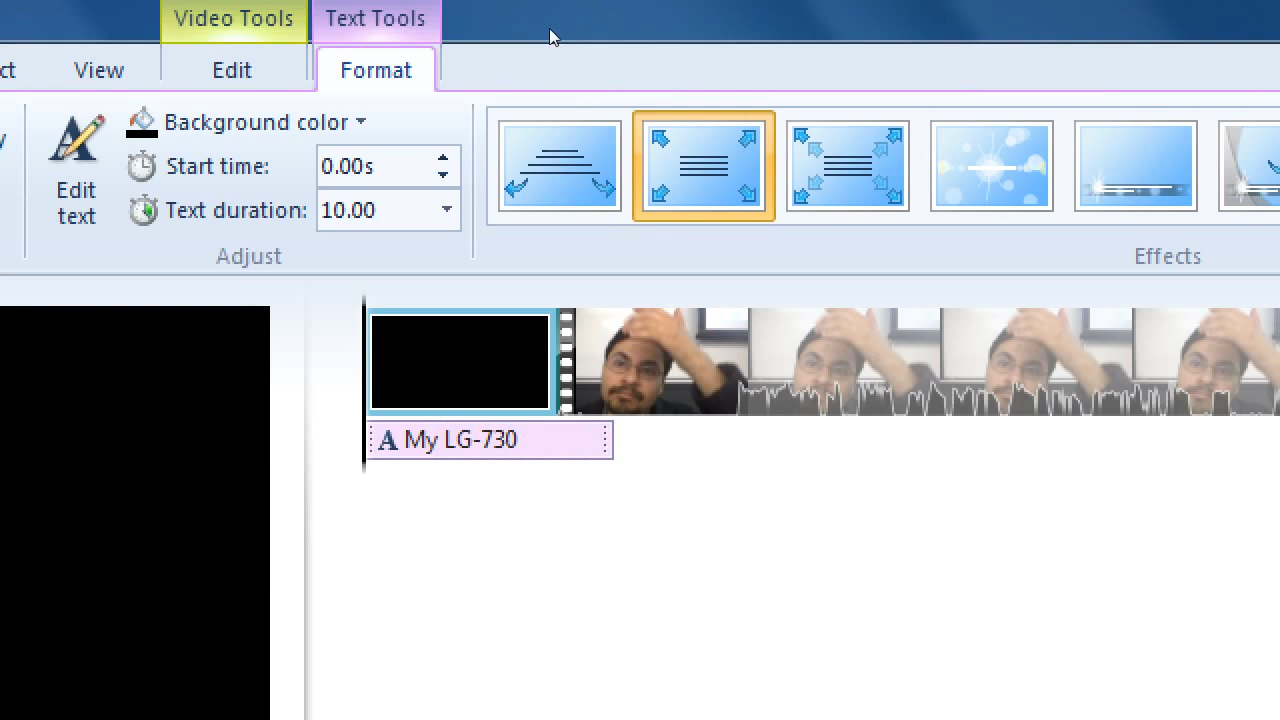 Video Tools
Text Tools
ct
View
Edit
Format
Edit
text
Background color
Start time:
0.00s
Text duration:
10.00
Adjust
Effects
A My LG-730